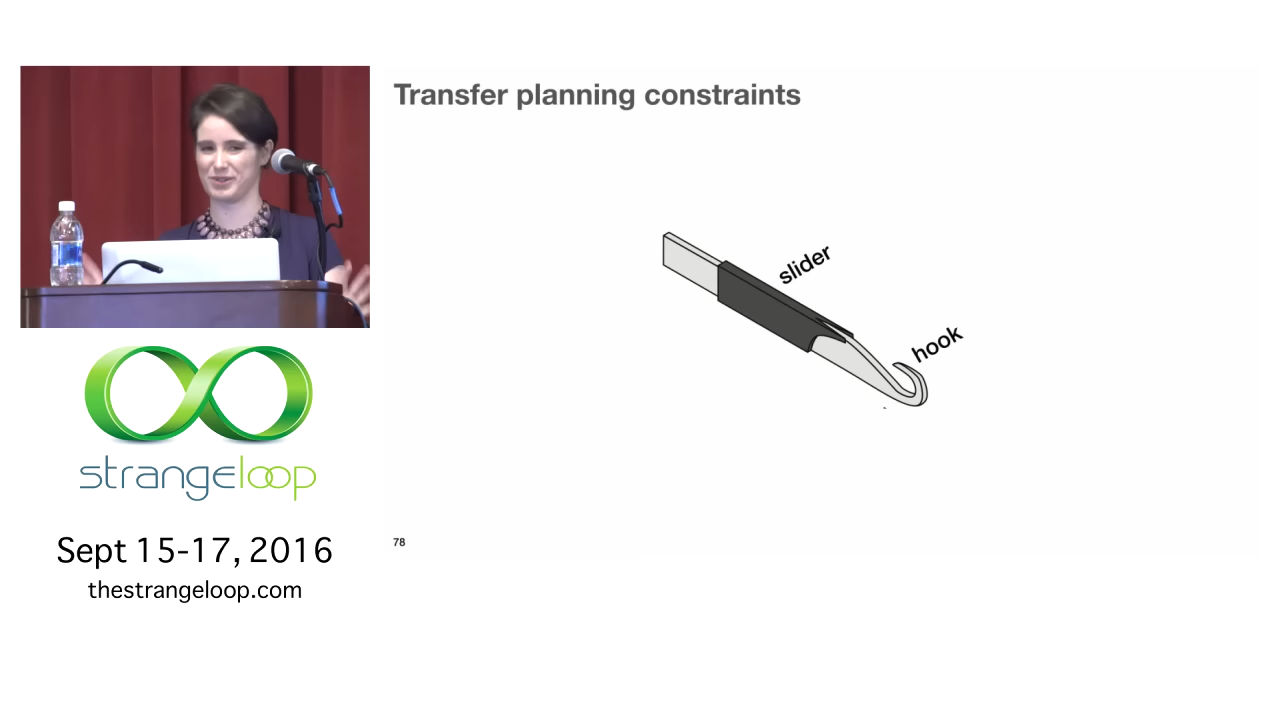 Transfer planning constraints
slider
hook
strangeloop
Sept 15-17, 2016
thestrangeloop.com
78